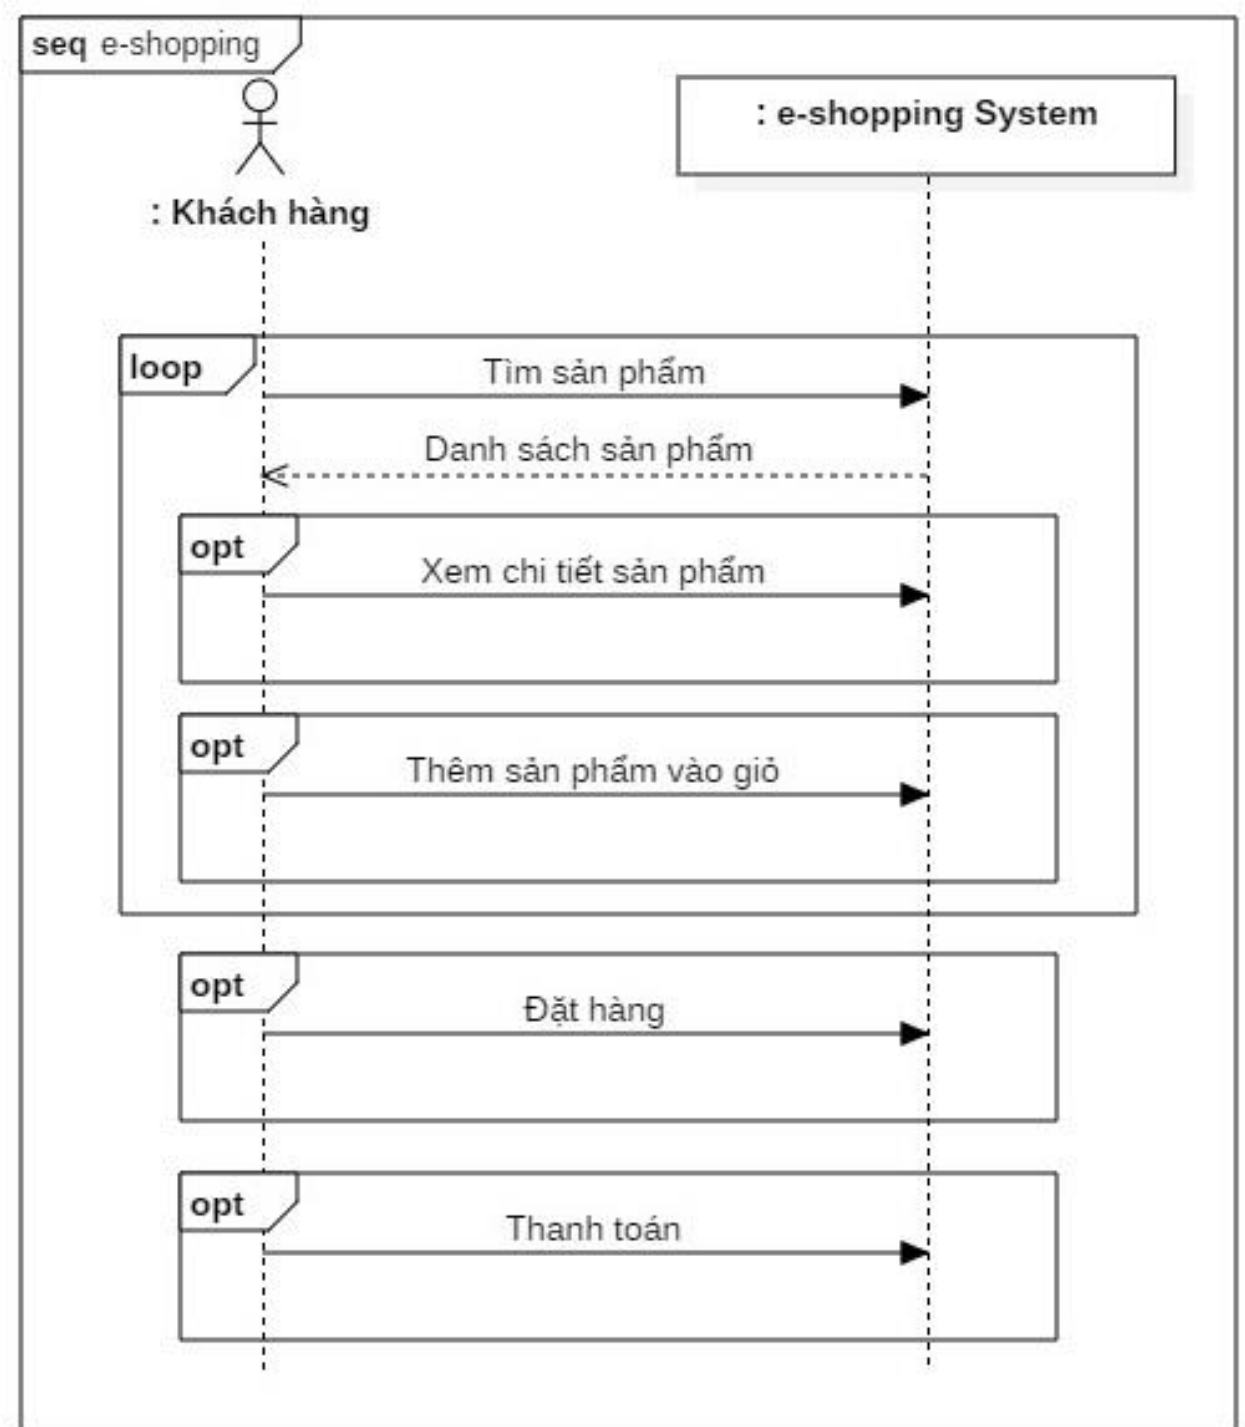 seq e-shopping
: e-shopping System
: Khách hàng
loop
Tìm sản phẩm
Danh sách sản phẩm
opt
Xem chi tiết sản phẩm
opt
Thêm sản phẩm vào giỏ
opt
Đặt hàng
opt
Thanh toán